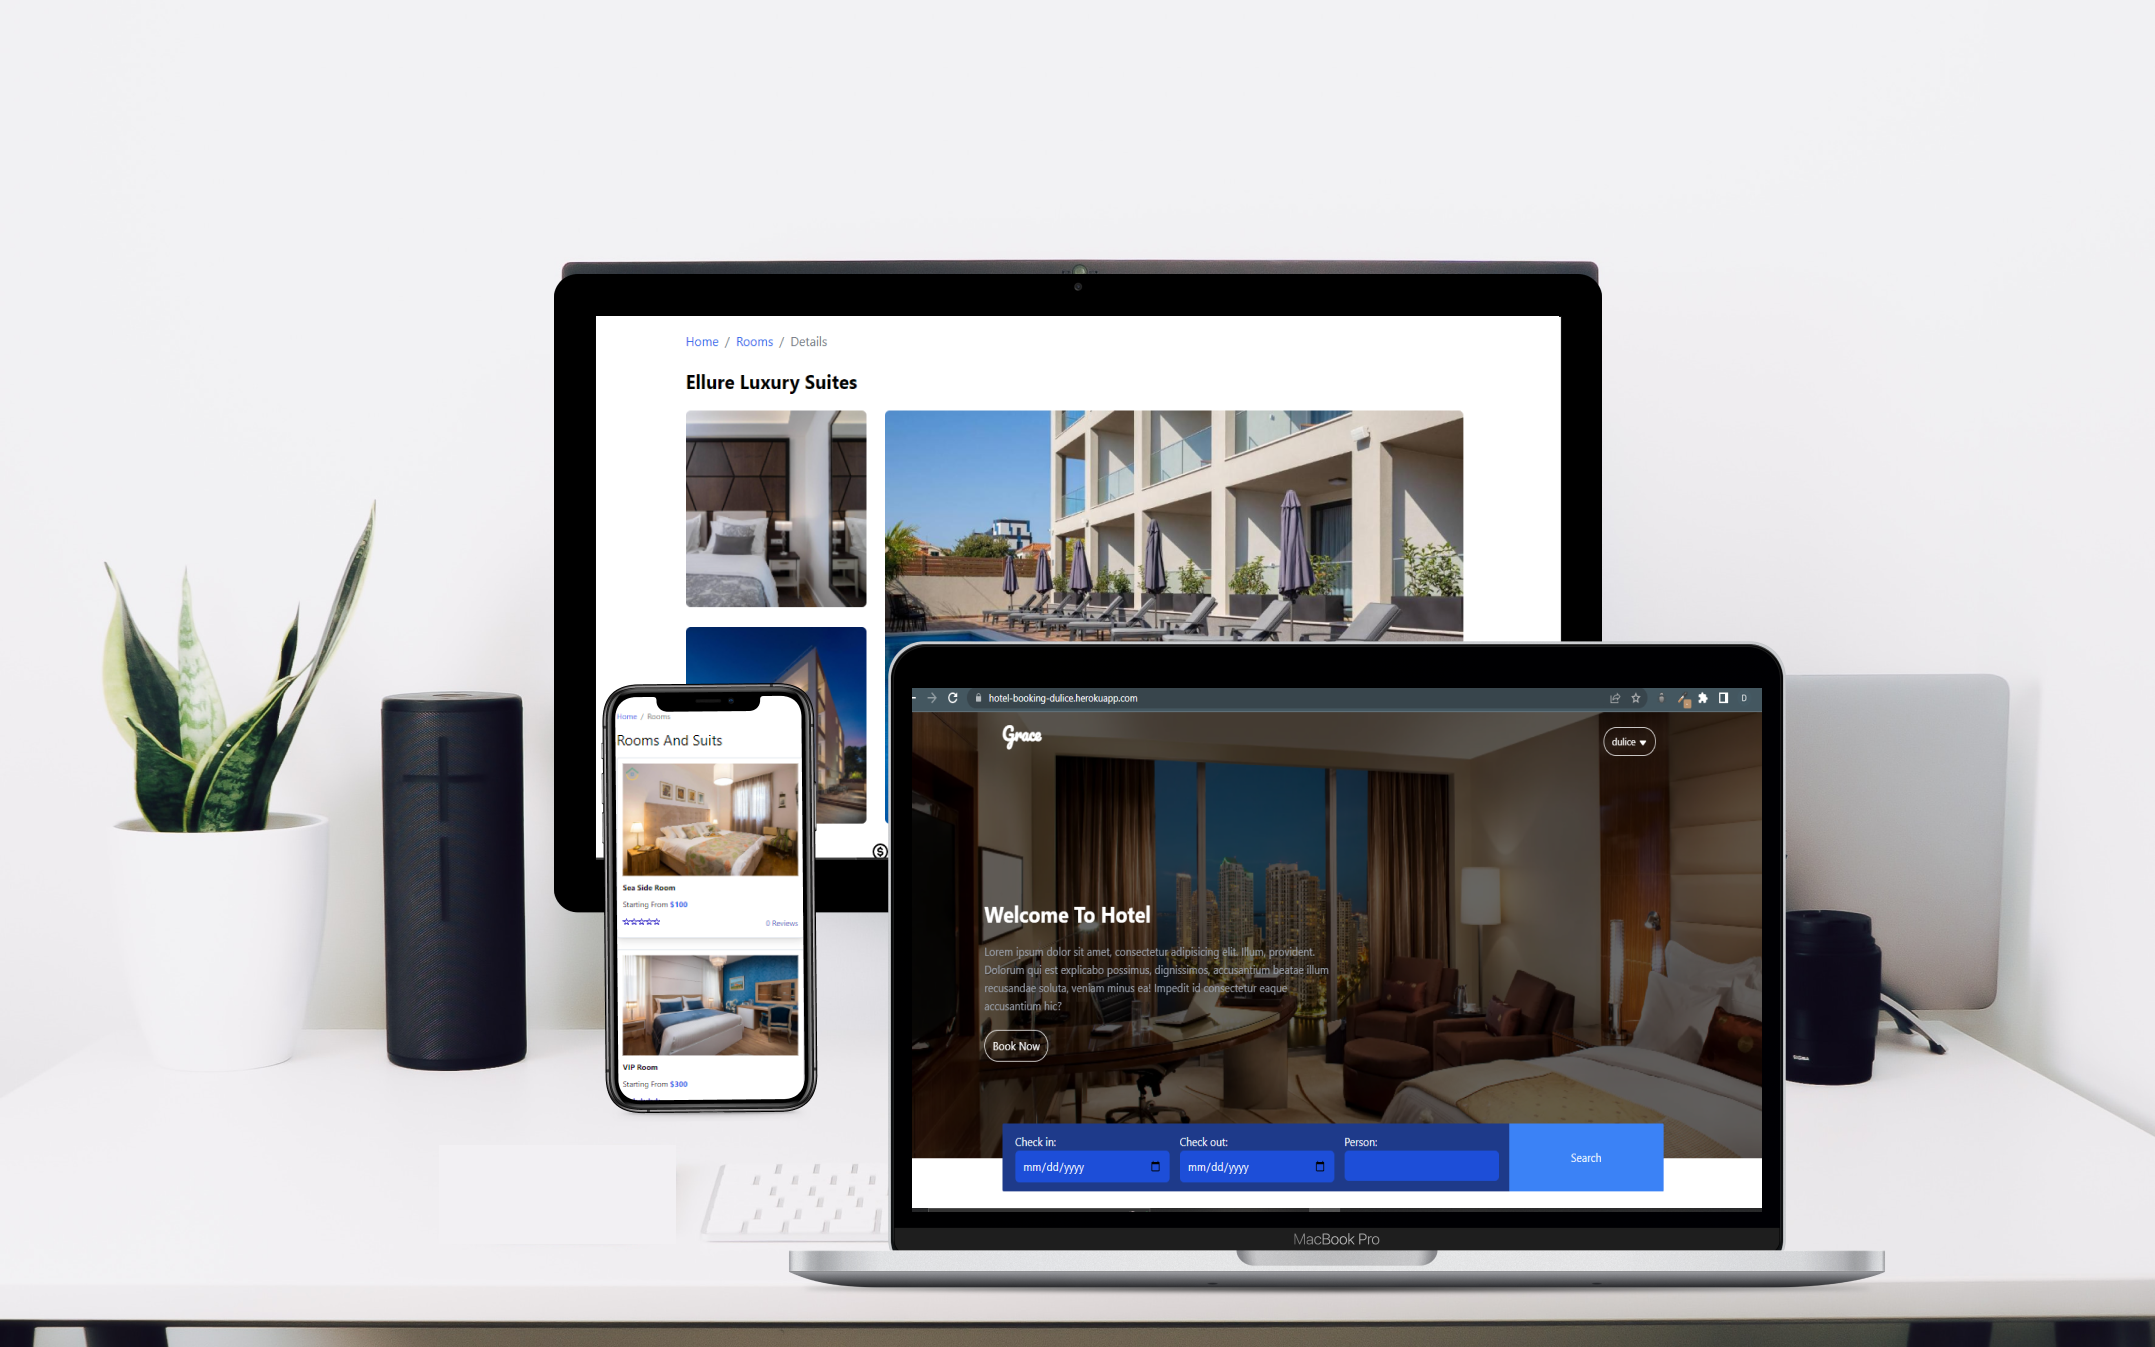 Home / Rooms / Details
Ellure Luxury Suites
Home / Rooms
Rooms And Suits
Sea Side Room
Starting From $100
0 Reviews
VIP Room
Starting From $300
hotel-booking-dulice.herokuapp.com
D
Grace
dulice
Welcome To Hotel
Lorem ipsum dolor sit amet, consectetur adipisicing elit. Illum, provident.
Dolorum qui est explicabo possimus, dignissimos, accusantium beatae illum
recusandae soluta, veniam minus ea! Impedit id consectetur eaque
accusantium hic?
Book Now
Check in:
Check out:
Person:
mm/dd/yyyy
mm/dd/yyyy
Search
MacBook Pro